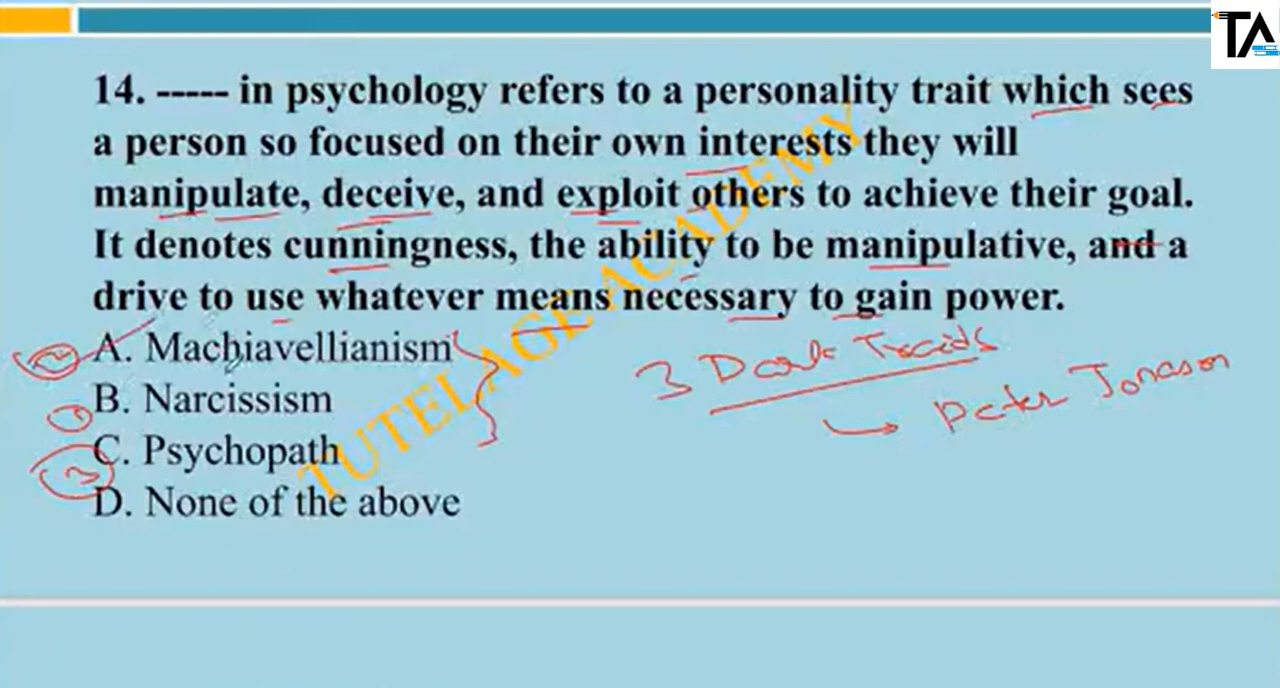 TA
14. ----- in psychology refers to a personality trait which sees
a person so focused on their own interests they will
manipulate, deceive, and exploit others to achieve their goal.
It denotes cunningness, the ability to be manipulative, and a
drive to use whatever means necessary to gain power.
A. Machiavellianism
B. Narcissism
C. Psychopath
D. None of the above
3 Dark Traids
Peter Jonason
TUTELAGE ACADEMY